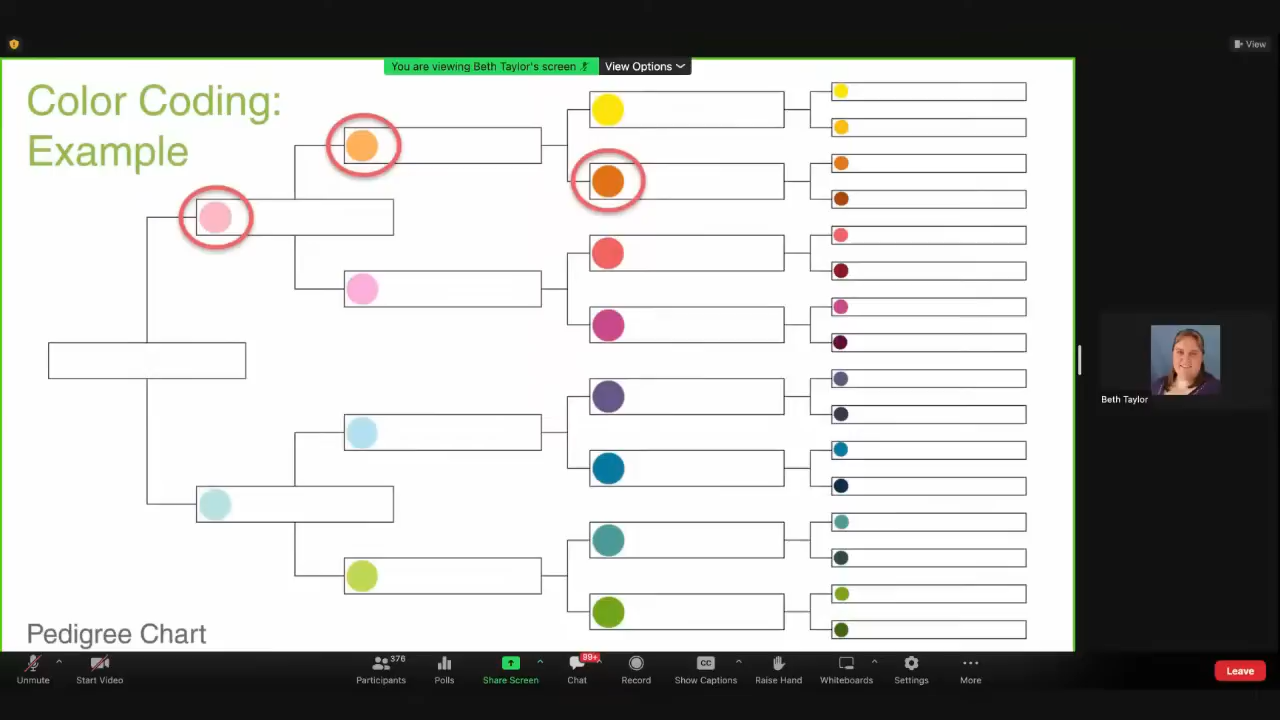 View
You are viewing Beth Taylor's screen
View Options
Color Coding:
Example
Pedigree Chart
Beth Taylor
Unmute
Start Video
Participants
376
Polls
Share Screen
Chat
99+
Record
CC
Show Captions
Raise Hand
Whiteboards
Settings
More
Leave